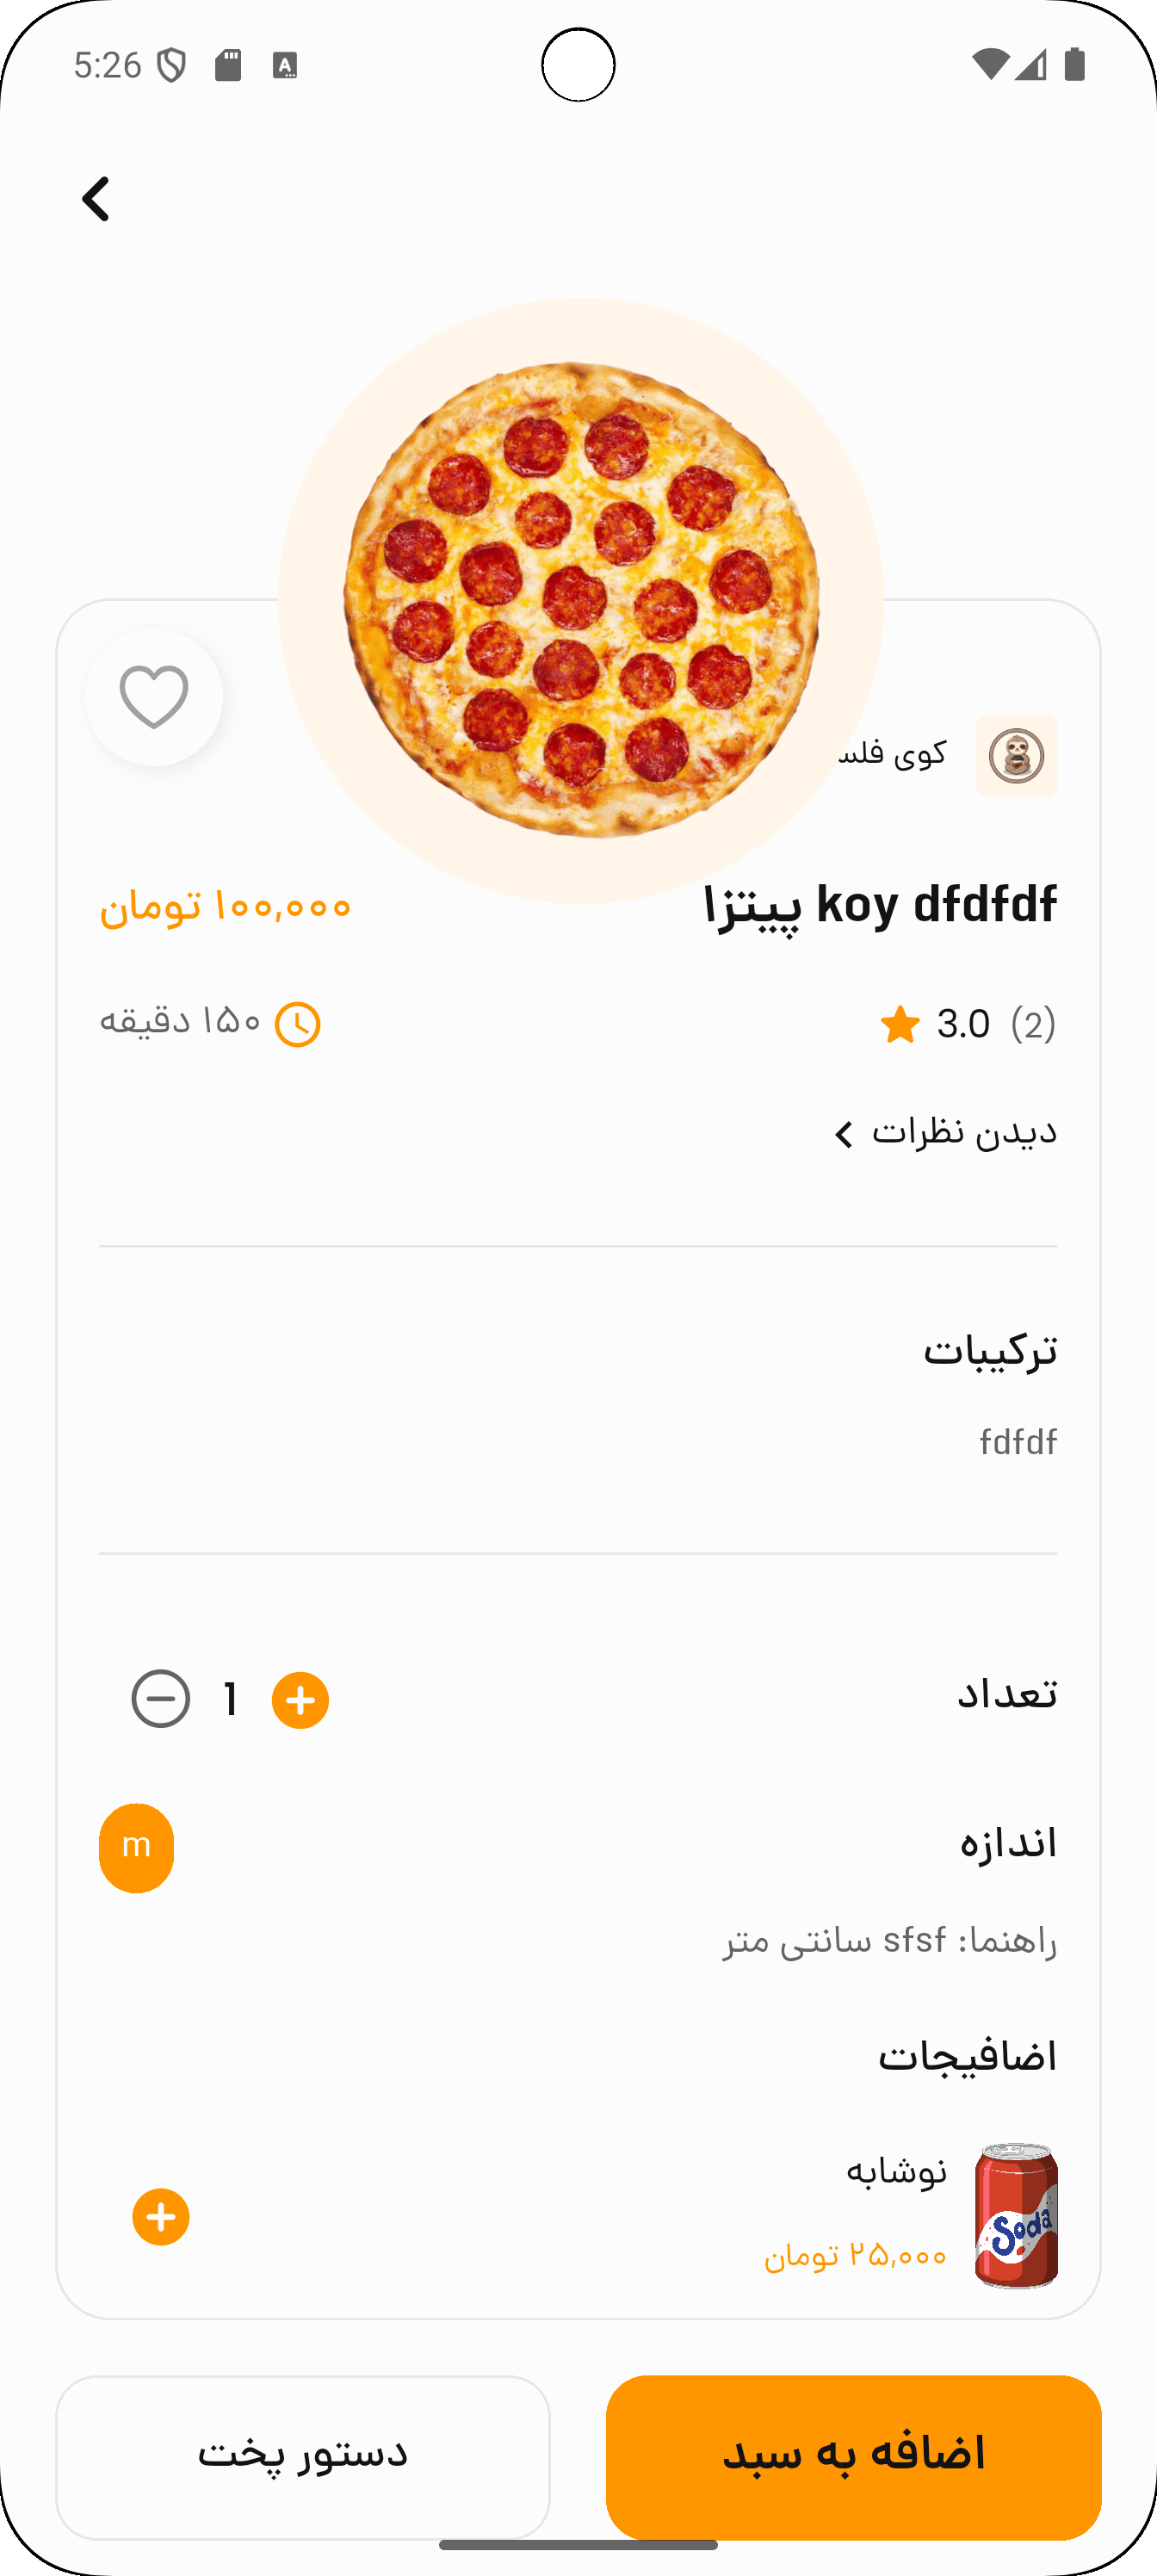 5:26
A
کوی فلس
پیتزا koy dfdfdf
۱۰۰,۰۰۰ تومان
3.0 (2)
۱۵۰ دقیقه
دیدن نظرات
ترکیبات
fdfdf
تعداد
1
اندازه
m
راهنما: sfsf سانتی متر
اضافیجات
نوشابه
Soda
۲۵,۰۰۰ تومان
اضافه به سبد
دستور پخت